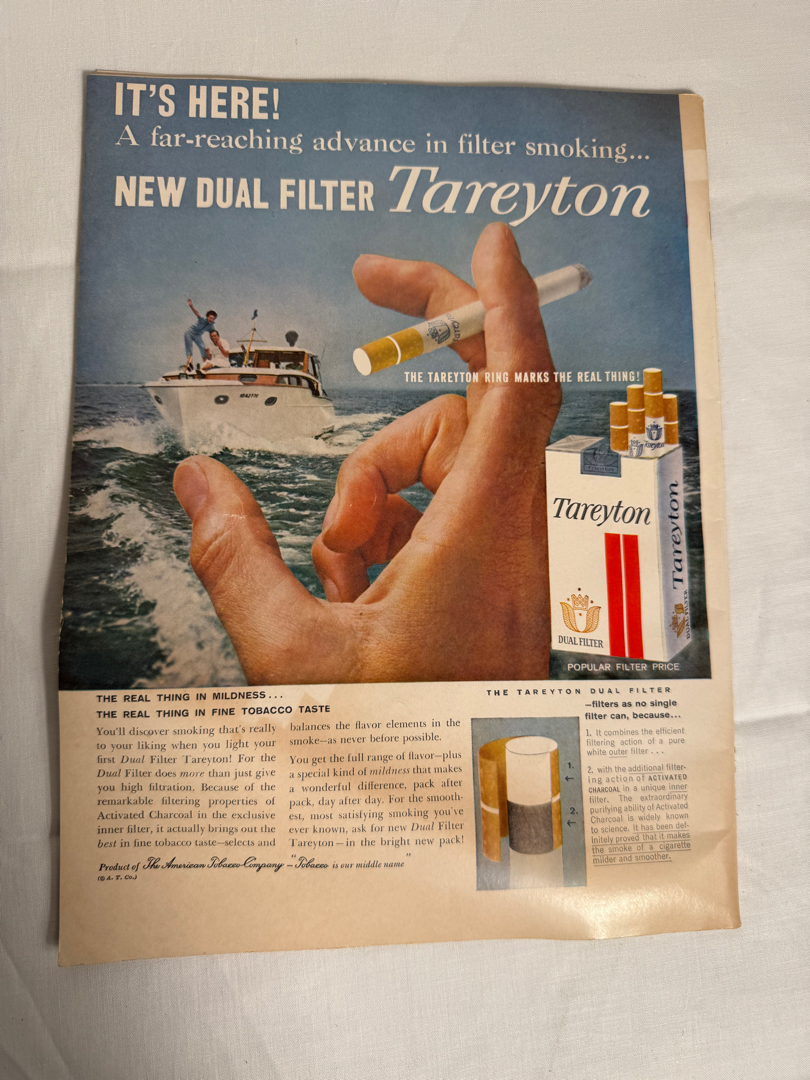 IT'S HERE!
A far-reaching advance in filter smoking...
NEW DUAL FILTER Tareyton
THE TAREYTON RING MARKS THE REAL THING!
Tareyton
DUAL FILTER
Tareyton
DUAL FILTER
POPULAR FILTER PRICE
THE REAL THING IN MILDNESS...
THE REAL THING IN FINE TOBACCO TASTE
You'll discover smoking that's really
to your liking when you light your
first Dual Filter Tareyton! For the
Dual Filter does more than just give
you high filtration. Because of the
remarkable filtering properties of
Activated Charcoal in the exclusive
inner filter, it actually brings out the
best in fine tobacco taste—selects and
balances the flavor elements in the
smoke—as never before possible.
You get the full range of flavor—plus
a special kind of mildness that makes
a wonderful difference, pack after
pack, day after day. For the smooth-
est, most satisfying smoking you've
ever known, ask for new Dual Filter
Tareyton—in the bright new pack!
Product of The American Tobacco Company — "Tobacco is our middle name"
(© A. T. Co.)
THE TAREYTON DUAL FILTER
—filters as no single
filter can, because...
1.
2.
1. It combines the efficient
filtering action of a pure
white outer filter...
2. with the additional filter-
ing action of ACTIVATED
CHARCOAL in a unique inner
filter. The extraordinary
purifying ability of Activated
Charcoal is widely known
to science. It has been def-
initely proved that it makes
the smoke of a cigarette
milder and smoother.